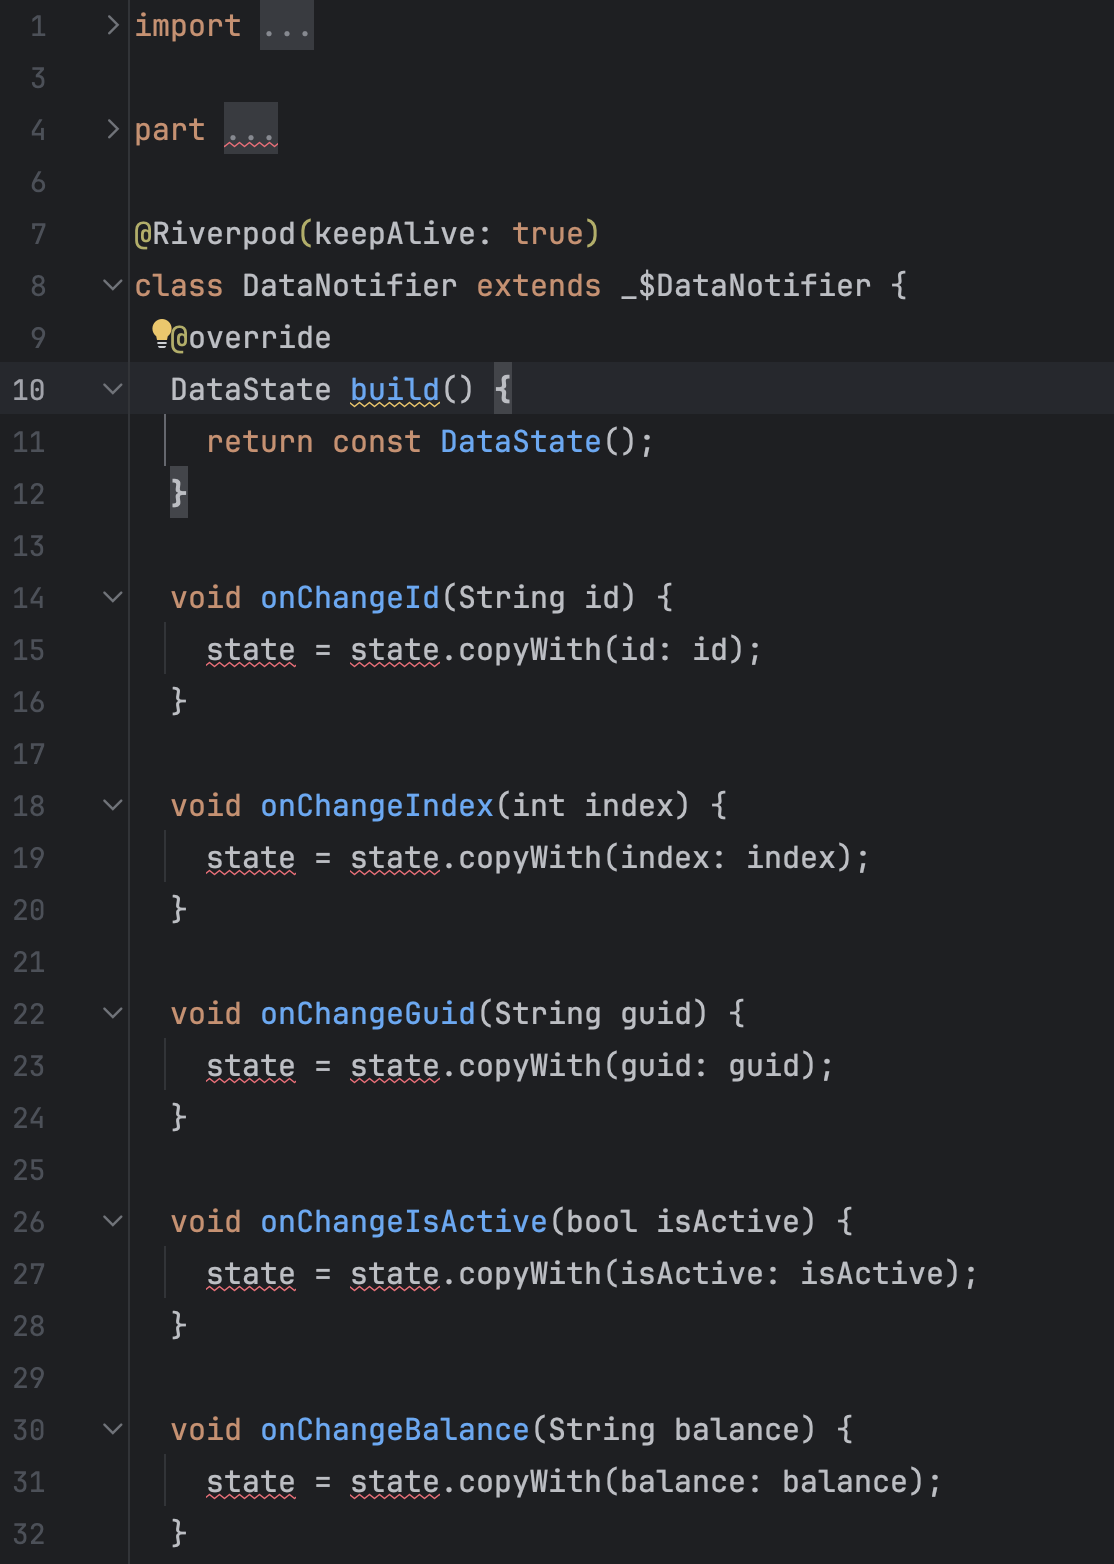 1 import ...
3
4 part ...
6
7 @Riverpod(keepAlive: true)
8 class DataNotifier extends _$DataNotifier {
9   @override
10   DataState build() {
11     return const DataState();
12   }
13
14   void onChangeId(String id) {
15     state = state.copyWith(id: id);
16   }
17
18   void onChangeIndex(int index) {
19     state = state.copyWith(index: index);
20   }
21
22   void onChangeGuid(String guid) {
23     state = state.copyWith(guid: guid);
24   }
25
26   void onChangeIsActive(bool isActive) {
27     state = state.copyWith(isActive: isActive);
28   }
29
30   void onChangeBalance(String balance) {
31     state = state.copyWith(balance: balance);
32   }